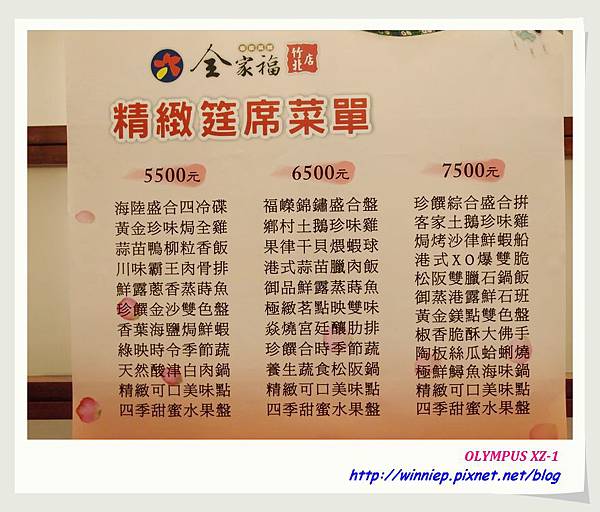 全家福 竹北店
精緻筵席菜單
5500元
海陸盛合四冷碟
黃金珍味焗全雞
蒜苗鴨柳粒香飯
川味霸王肉骨排
鮮露蔥香蒸蒔魚
珍饌金沙雙色盤
香葉海鹽焗鮮蝦
綠映時令季節蔬
天然酸津白肉鍋
精緻可口美味點
四季甜蜜水果盤
6500元
福嶸錦鏽盛合盤
鄉村土鵝珍味雞
果律干貝煨蝦球
港式蒜苗臘肉飯
御品鮮露蒸蒔魚
極緻茗點映雙味
焱燒宮廷釀肋排
珍饌合時季節蔬
養生蔬食松阪鍋
精緻可口美味點
四季甜蜜水果盤
7500元
珍饌綜合盛合拚
客家土鵝珍味雞
焗烤沙律鮮蝦船
港式XO爆雙脆
松阪雙臘石鍋飯
御蒸港露鮮石班
黃金鎂點雙色盤
椒香脆酥大佛手
陶板絲瓜蛤蜊燒
極鮮鱘魚海味鍋
精緻可口美味點
四季甜蜜水果盤
OLYMPUS XZ-1
http://winniep.pixnet.net/blog